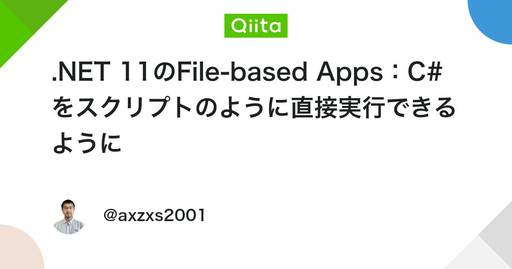 Qiita
.NET 11のFile-based Apps：C#
をスクリプトのように直接実行できる
ように
@axzxs2001